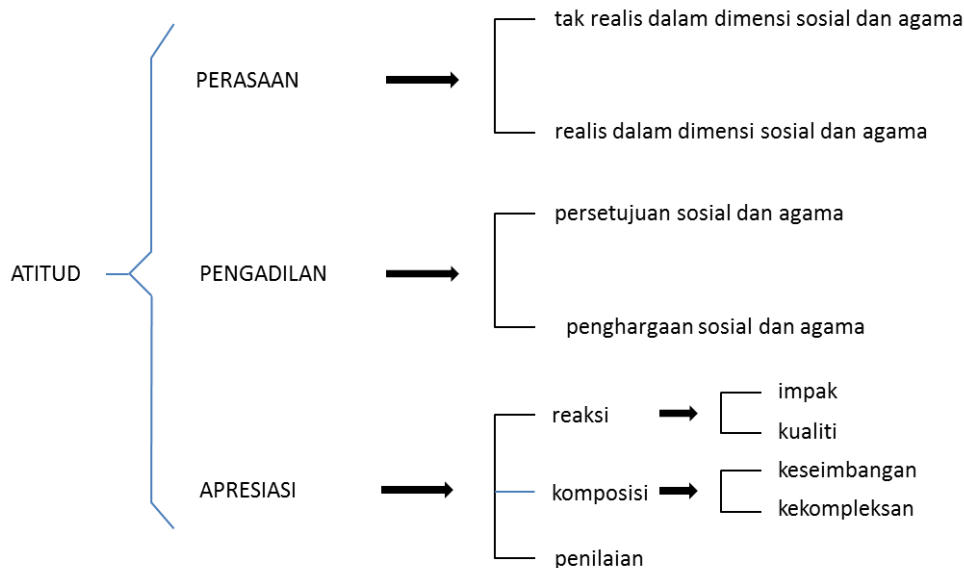 tak realis dalam dimensi sosial dan agama
PERASAAN
realis dalam dimensi sosial dan agama
persetujuan sosial dan agama
ATITUD
PENGADILAN
penghargaan sosial dan agama
impak
reaksi
kualiti
keseimbangan
APRESIASI
komposisi
kekompleksan
penilaian